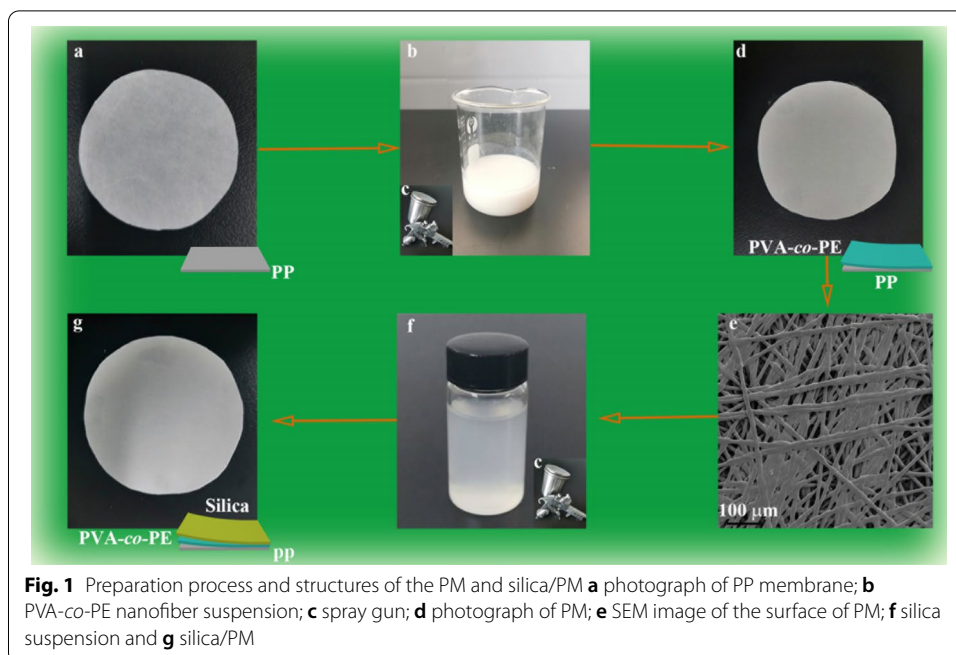 a
b
d
c
PP
PVA-co-PE
PP
g
f
e
c
Silica
PVA-co-PE
pp
100 μm
Fig. 1 Preparation process and structures of the PM and silica/PM a photograph of PP membrane; b
PVA-co-PE nanofiber suspension; c spray gun; d photograph of PM; e SEM image of the surface of PM; f silica
suspension and g silica/PM